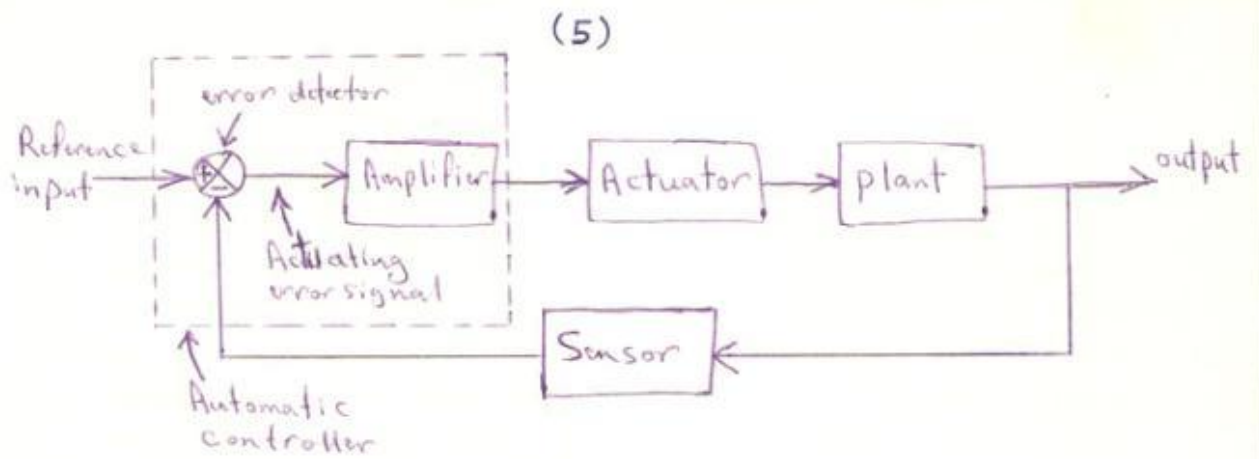 (5)
error detector
Reference
input
+
-
Amplifier
Actuator
plant
output
Actuating
error signal
Sensor
Automatic
controller